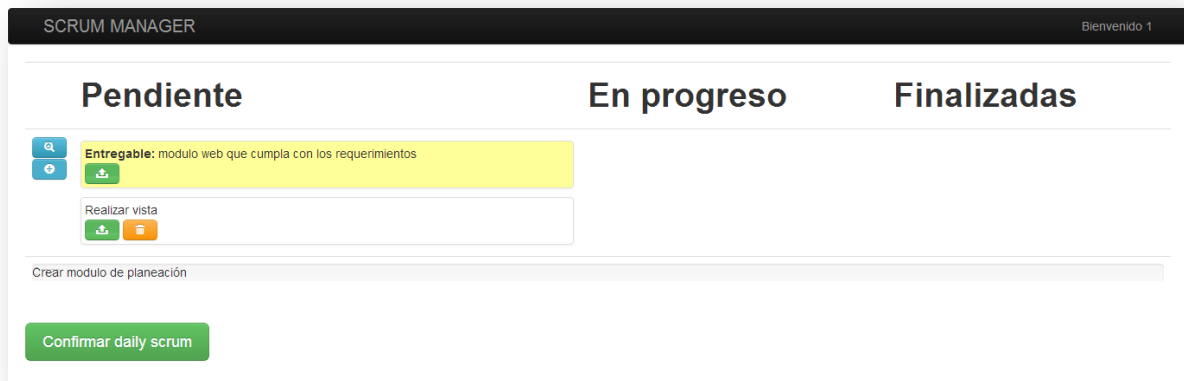 SCRUM MANAGER
Bienvenido 1
Pendiente
En progreso
Finalizadas
Entregable: modulo web que cumpla con los requerimientos
Realizar vista
Crear modulo de planeación
Confirmar daily scrum